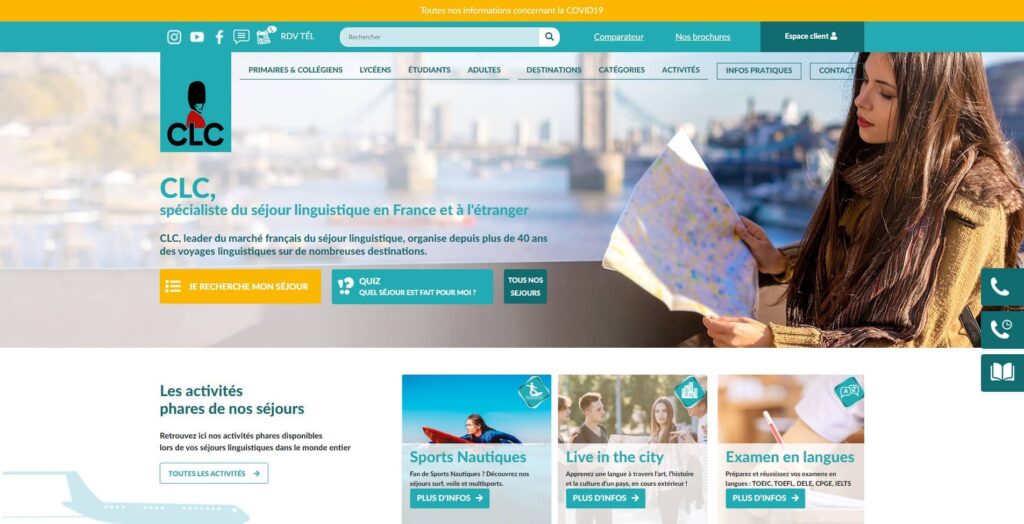 Toutes nos informations concernant la COVID19
RDV TÉL
Rechercher
Comparateur
Nos brochures
Espace client
PRIMAIRES & COLLÉGIENS
LYCÉENS
ÉTUDIANTS
ADULTES
DESTINATIONS
CATÉGORIES
ACTIVITÉS
INFOS PRATIQUES
CONTACT
CLC
CLC,
spécialiste du séjour linguistique en France et à l'étranger
CLC, leader du marché français du séjour linguistique, organise depuis plus de 40 ans
des voyages linguistiques sur de nombreuses destinations.
JE RECHERCHE MON SÉJOUR
QUIZ
QUEL SÉJOUR EST FAIT POUR MOI ?
TOUS NOS
SEJOURS
Les activités
phares de nos séjours
Retrouvez ici nos activités phares disponibles
lors de vos séjours linguistiques dans le monde entier
TOUTES LES ACTIVITÉS
Sports Nautiques
Fan de Sports Nautiques ? Découvrez nos
séjours surf, voile et multisports.
PLUS D'INFOS
Live in the city
Apprenez une langue à travers l'art, l'histoire
et la culture d'un pays, en cours extérieur !
PLUS D'INFOS
Examen en langues
Préparez et réussissez vos examens en
langues : TOEIC, TOEFL, DELE, CPGE, IELTS
PLUS D'INFOS